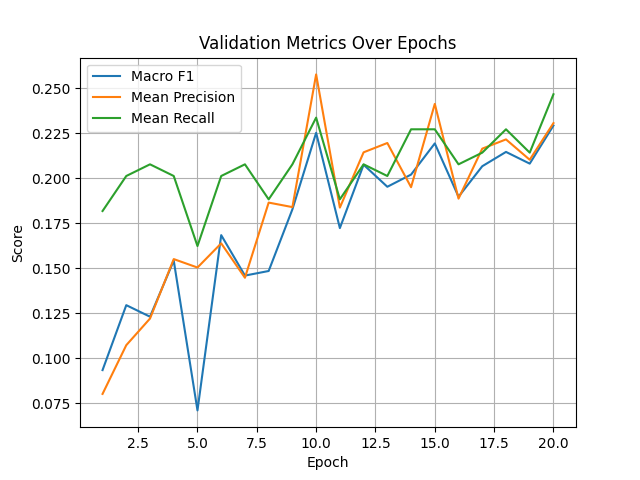 Validation Metrics Over Epochs
Macro F1
Mean Precision
Mean Recall
0.250
0.225
0.200
0.175
0.150
0.125
0.100
0.075
Score
2.5 5.0 7.5 10.0 12.5 15.0 17.5 20.0
Epoch